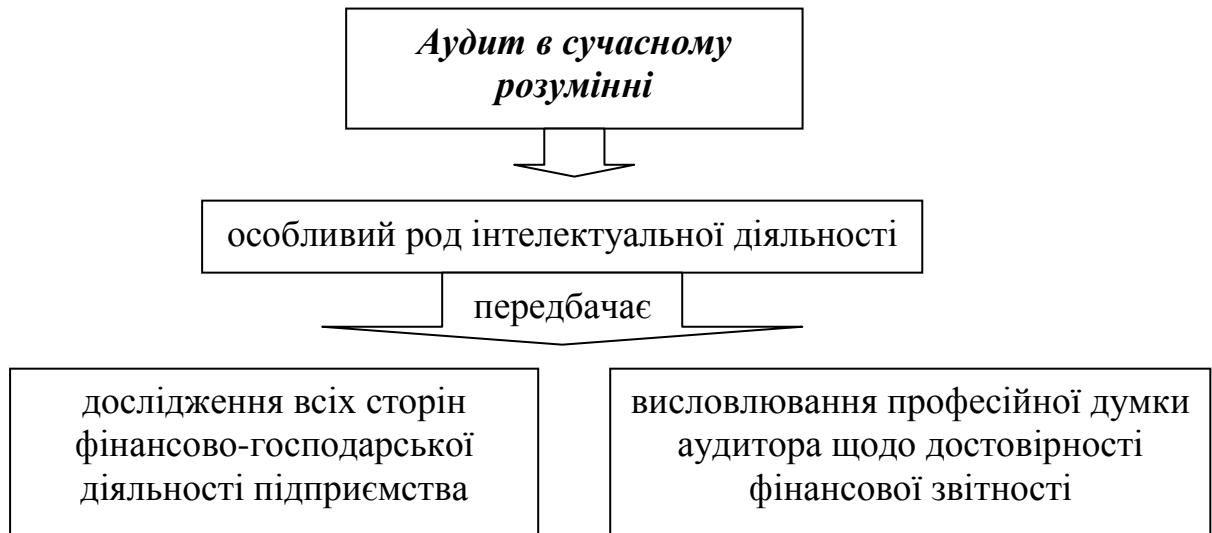 Аудит в сучасному
розумінні
особливий род інтелектуальної діяльності
передбачає
дослідження всіх сторін
фінансово-господарської
діяльності підприємства
висловлювання професійної думки
аудитора щодо достовірності
фінансової звітності